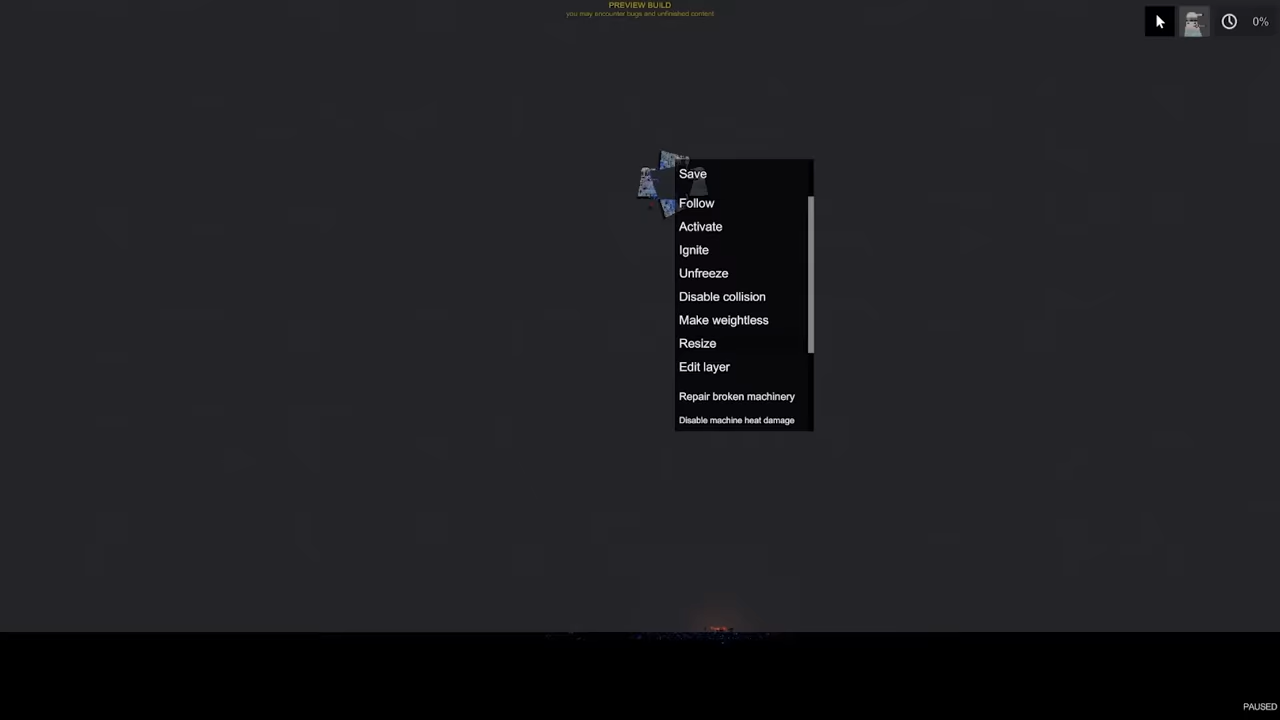 PREVIEW BUILD
you may encounter bugs and unfinished content
0%
Save
Follow
Activate
Ignite
Unfreeze
Disable collision
Make weightless
Resize
Edit layer
Repair broken machinery
Disable machine heat damage
PAUSED